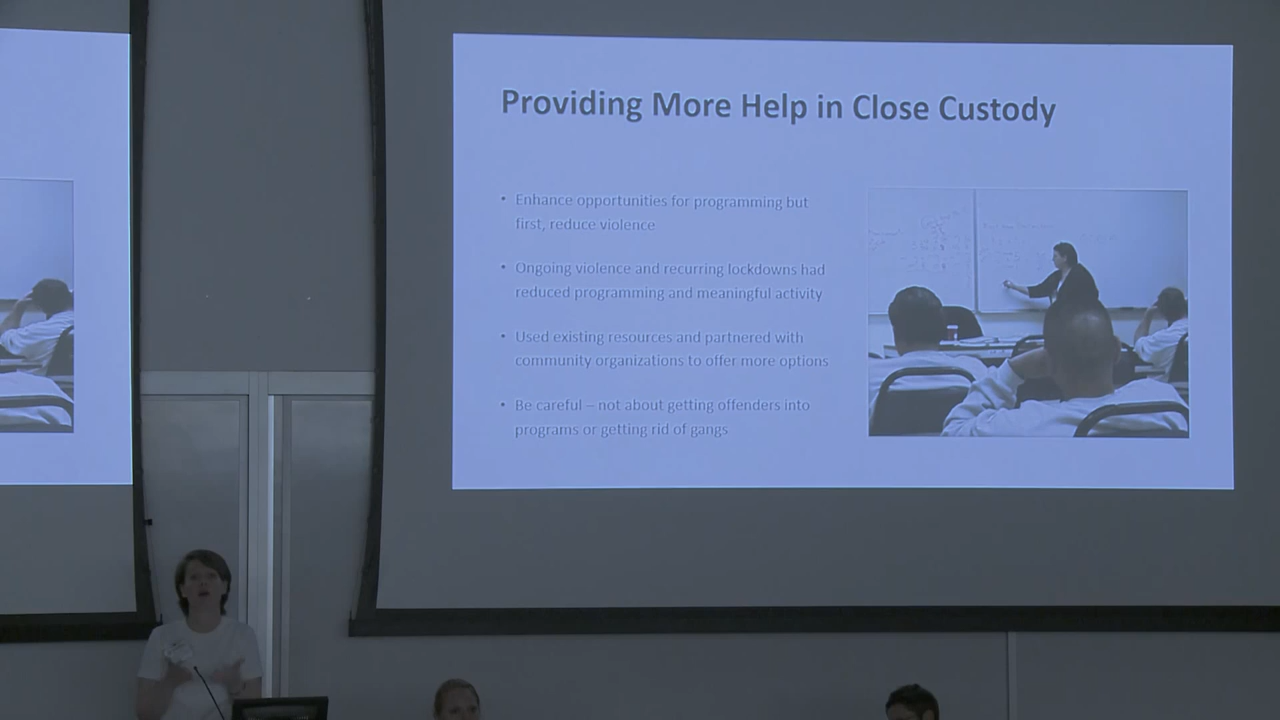 Providing More Help in Close Custody
• Enhance opportunities for programming but
first, reduce violence
• Ongoing violence and recurring lockdowns had
reduced programming and meaningful activity
• Used existing resources and partnered with
community organizations to offer more options
• Be careful – not about getting offenders into
programs or getting rid of gangs